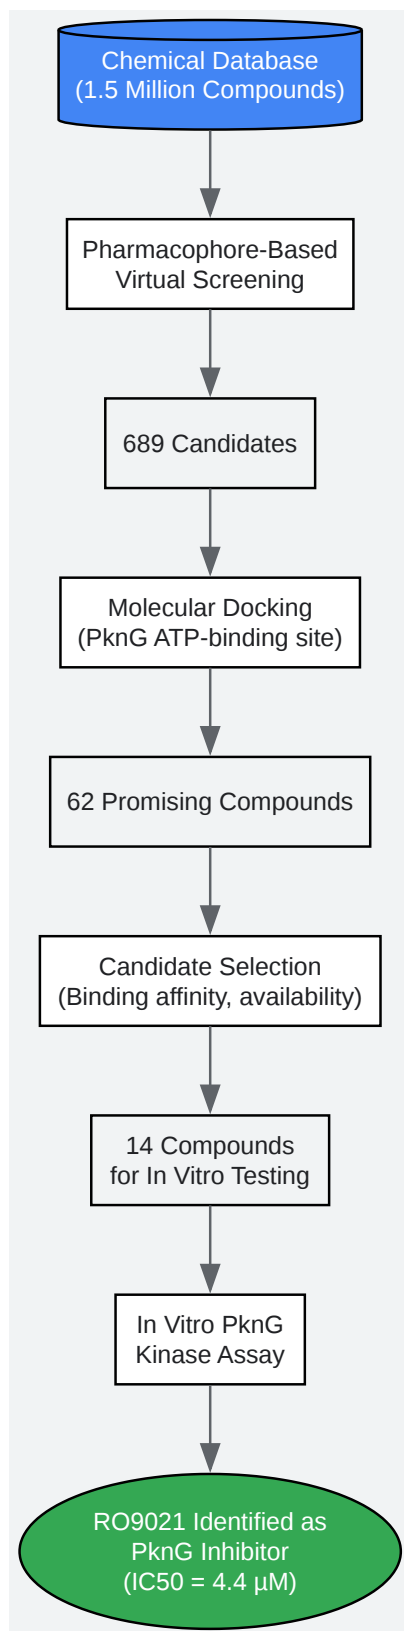 Chemical Database
(1.5 Million Compounds)
Pharmacophore-Based
Virtual Screening
689 Candidates
Molecular Docking
(PknG ATP-binding site)
62 Promising Compounds
Candidate Selection
(Binding affinity, availability)
14 Compounds
for In Vitro Testing
In Vitro PknG
Kinase Assay
RO9021 Identified as
PknG Inhibitor
(IC50 = 4.4 µM)